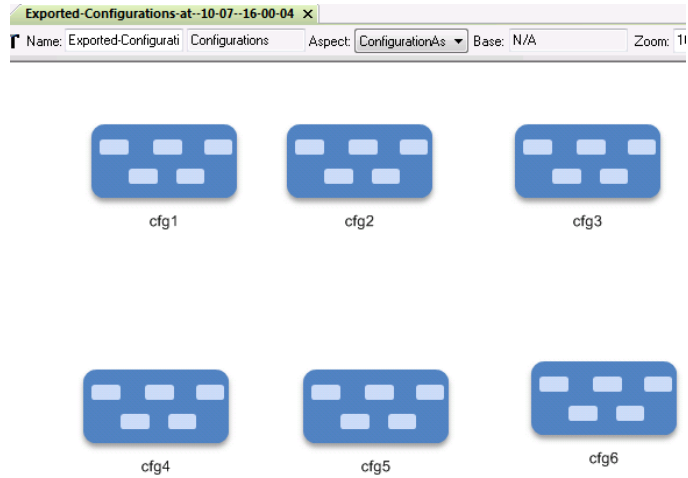 Exported-Configurations-at--10-07--16-00-04 X
Name: Exported-Configurati Configurations Aspect: ConfigurationAs Base: N/A Zoom: 10
cfg1 cfg2 cfg3
cfg4 cfg5 cfg6